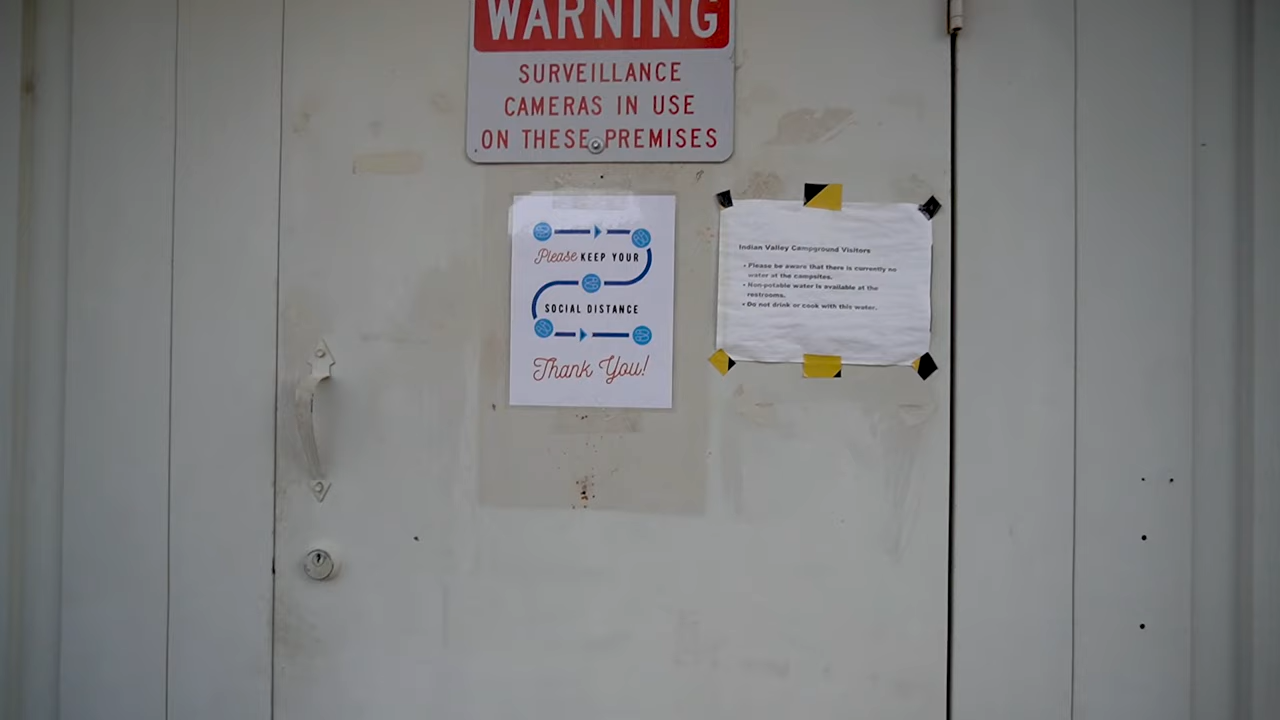 WARNING
SURVEILLANCE
CAMERAS IN USE
ON THESE PREMISES
Please KEEP YOUR
SOCIAL DISTANCE
Thank You!
Indian Valley Campground Visitors
• Please be aware that there is currently no
water at the campsites.
• Non-potable water is available at the
restrooms.
• Do not drink or cook with this water.